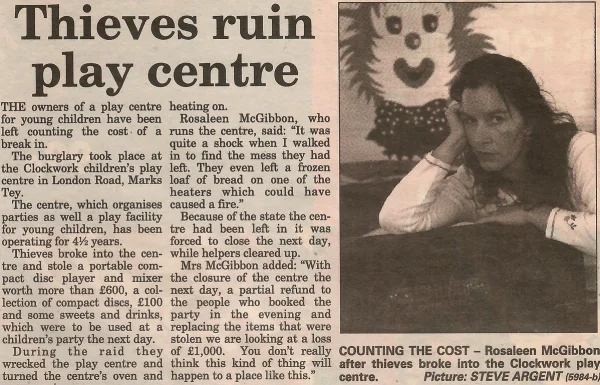 Thieves ruin
play centre
THE owners of a play centre
for young children have been
left counting the cost of a
break in.
The burglary took place at
the Clockwork children's play
centre in London Road, Marks
Tey.
The centre, which organises
parties as well a play facility
for young children, has been
operating for 4½ years.
Thieves broke into the cen-
tre and stole a portable com-
pact disc player and mixer
worth more than £600, a col-
lection of compact discs, £100
and some sweets and drinks,
which were to be used at a
children's party the next day.
During the raid they
wrecked the play centre and
turned the centre's oven and
heating on.
Rosaleen McGibbon, who
runs the centre, said: "It was
quite a shock when I walked
in to find the mess they had
left. They even left a frozen
loaf of bread on one of the
heaters which could have
caused a fire."
Because of the state the cen-
tre had been left in it was
forced to close the next day,
while helpers cleared up.
Mrs McGibbon added: "With
the closure of the centre the
next day, a partial refund to
the people who booked the
party in the evening and
replacing the items that were
stolen we are looking at a loss
of £1,000. You don't really
think this kind of thing will
happen to a place like this."
COUNTING THE COST – Rosaleen McGibbon
after thieves broke into the Clockwork play
centre. Picture: STEVE ARGENT (5984-b)